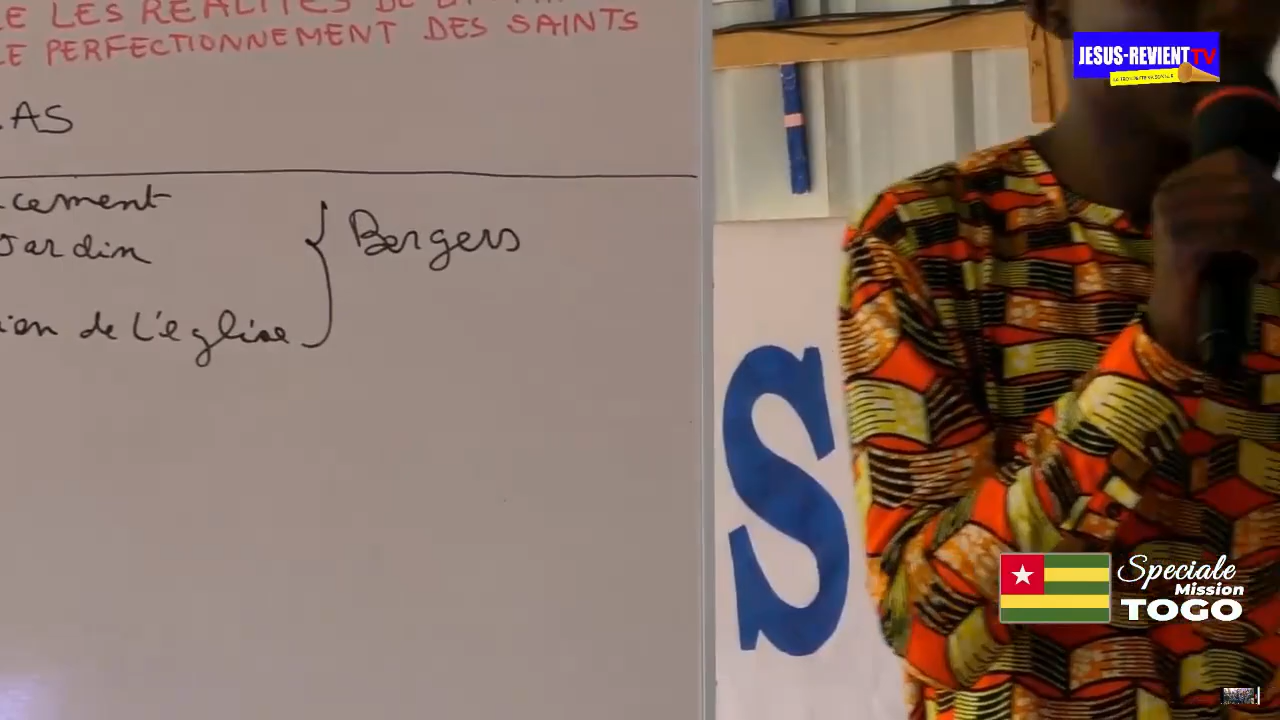 LE PERFECTIONNEMENT DES SAINTS
.AS
cement
Jardin
Bergers
ion de l'église
S
JESUS-REVIENT TV
Speciale
Mission
TOGO